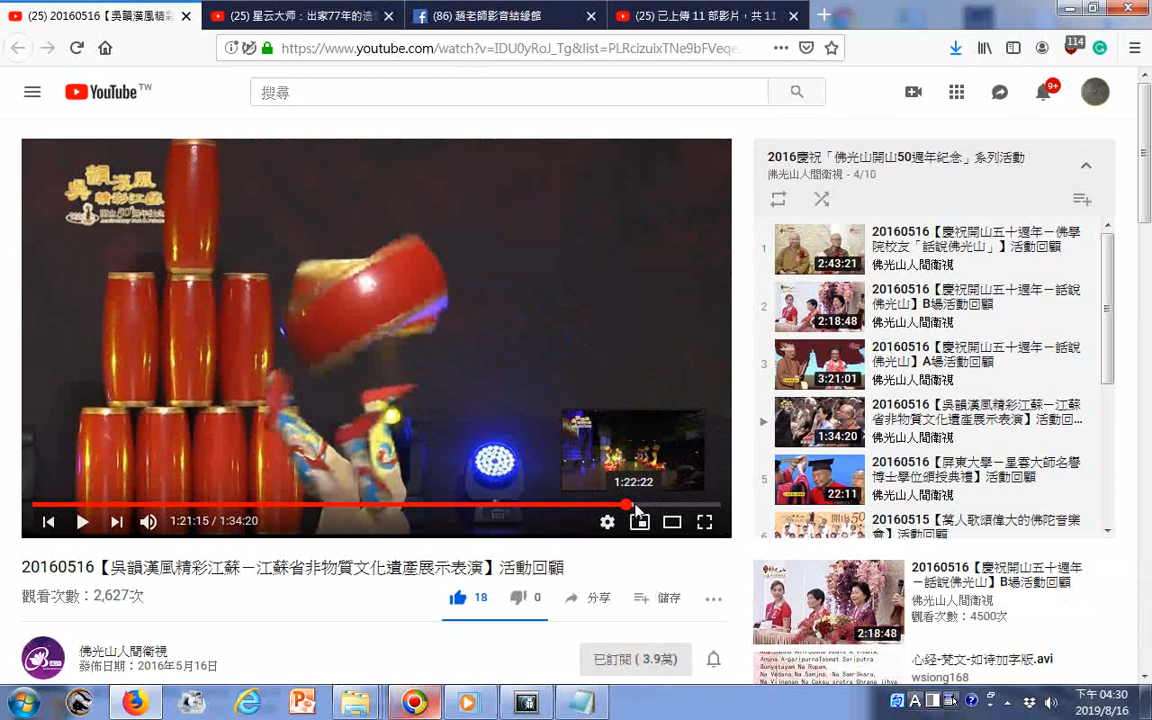 (25) 20160516【吳韻漢風精彩
(25) 星云大师：出家77年的
(86) 趙老師影音結緣館
(25) 已上傳 11 部影片，共 11
https://www.youtube.com/watch?v=IDU0yRoJ_Tg&list=PLRcizuixTNe9bFVeqe
114
YouTube TW
搜尋
9+
吳韻漢風
精彩江蘇
2016慶祝「佛光山開山50週年紀念」系列活動
佛光山人間衛視 - 4/10
1
20160516【慶祝開山五十週年－佛學
院校友「話說佛光山」】活動回顧
佛光山人間衛視
2:43:21
2
20160516【慶祝開山五十週年－話說
佛光山】B場活動回顧
佛光山人間衛視
2:18:48
3
20160516【慶祝開山五十週年－話說
佛光山】A場活動回顧
佛光山人間衛視
3:21:01
20160516【吳韻漢風精彩江蘇－江蘇
省非物質文化遺產展示表演】活動回...
佛光山人間衛視
1:34:20
5
20160516【屏東大學－星雲大師名譽
博士學位頒授典禮】活動回顧
佛光山人間衛視
22:11
20160515【萬人歌頌偉大的佛陀音樂
會】活動回顧
1:22:22
1:21:15 / 1:34:20
20160516【吳韻漢風精彩江蘇－江蘇省非物質文化遺產展示表演】活動回顧
觀看次數：2,627次
18
0
分享
儲存
佛光山人間衛視
發佈日期：2016年5月16日
已訂閱 ( 3.9萬)
20160516【慶祝開山五十週年
－話說佛光山】B場活動回顧
佛光山人間衛視
觀看次數：4500次
2:18:48
心经-梵文-如诗加字版.avi
wsiong168
下午 04:30
2019/8/16